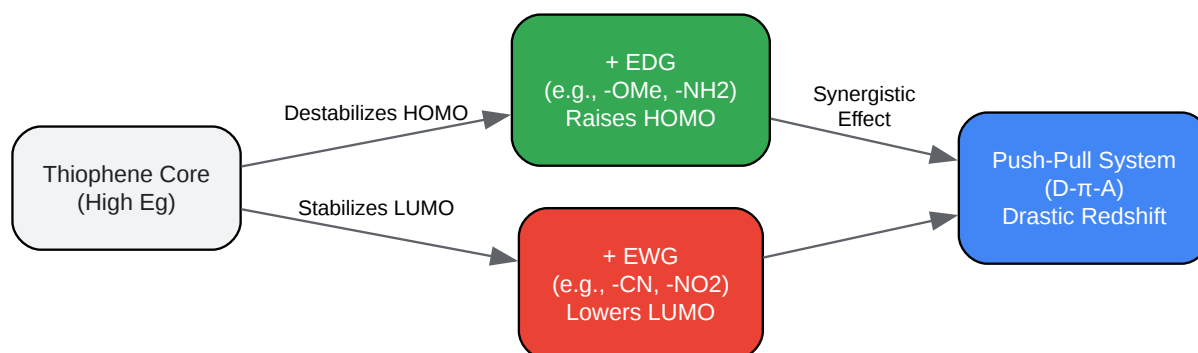 Thiophene Core
(High Eg)
Destabilizes HOMO
Stabilizes LUMO
+ EDG
(e.g., -OMe, -NH2)
Raises HOMO
+ EWG
(e.g., -CN, -NO2)
Lowers LUMO
Synergistic
Effect
Push-Pull System
(D-π-A)
Drastic Redshift